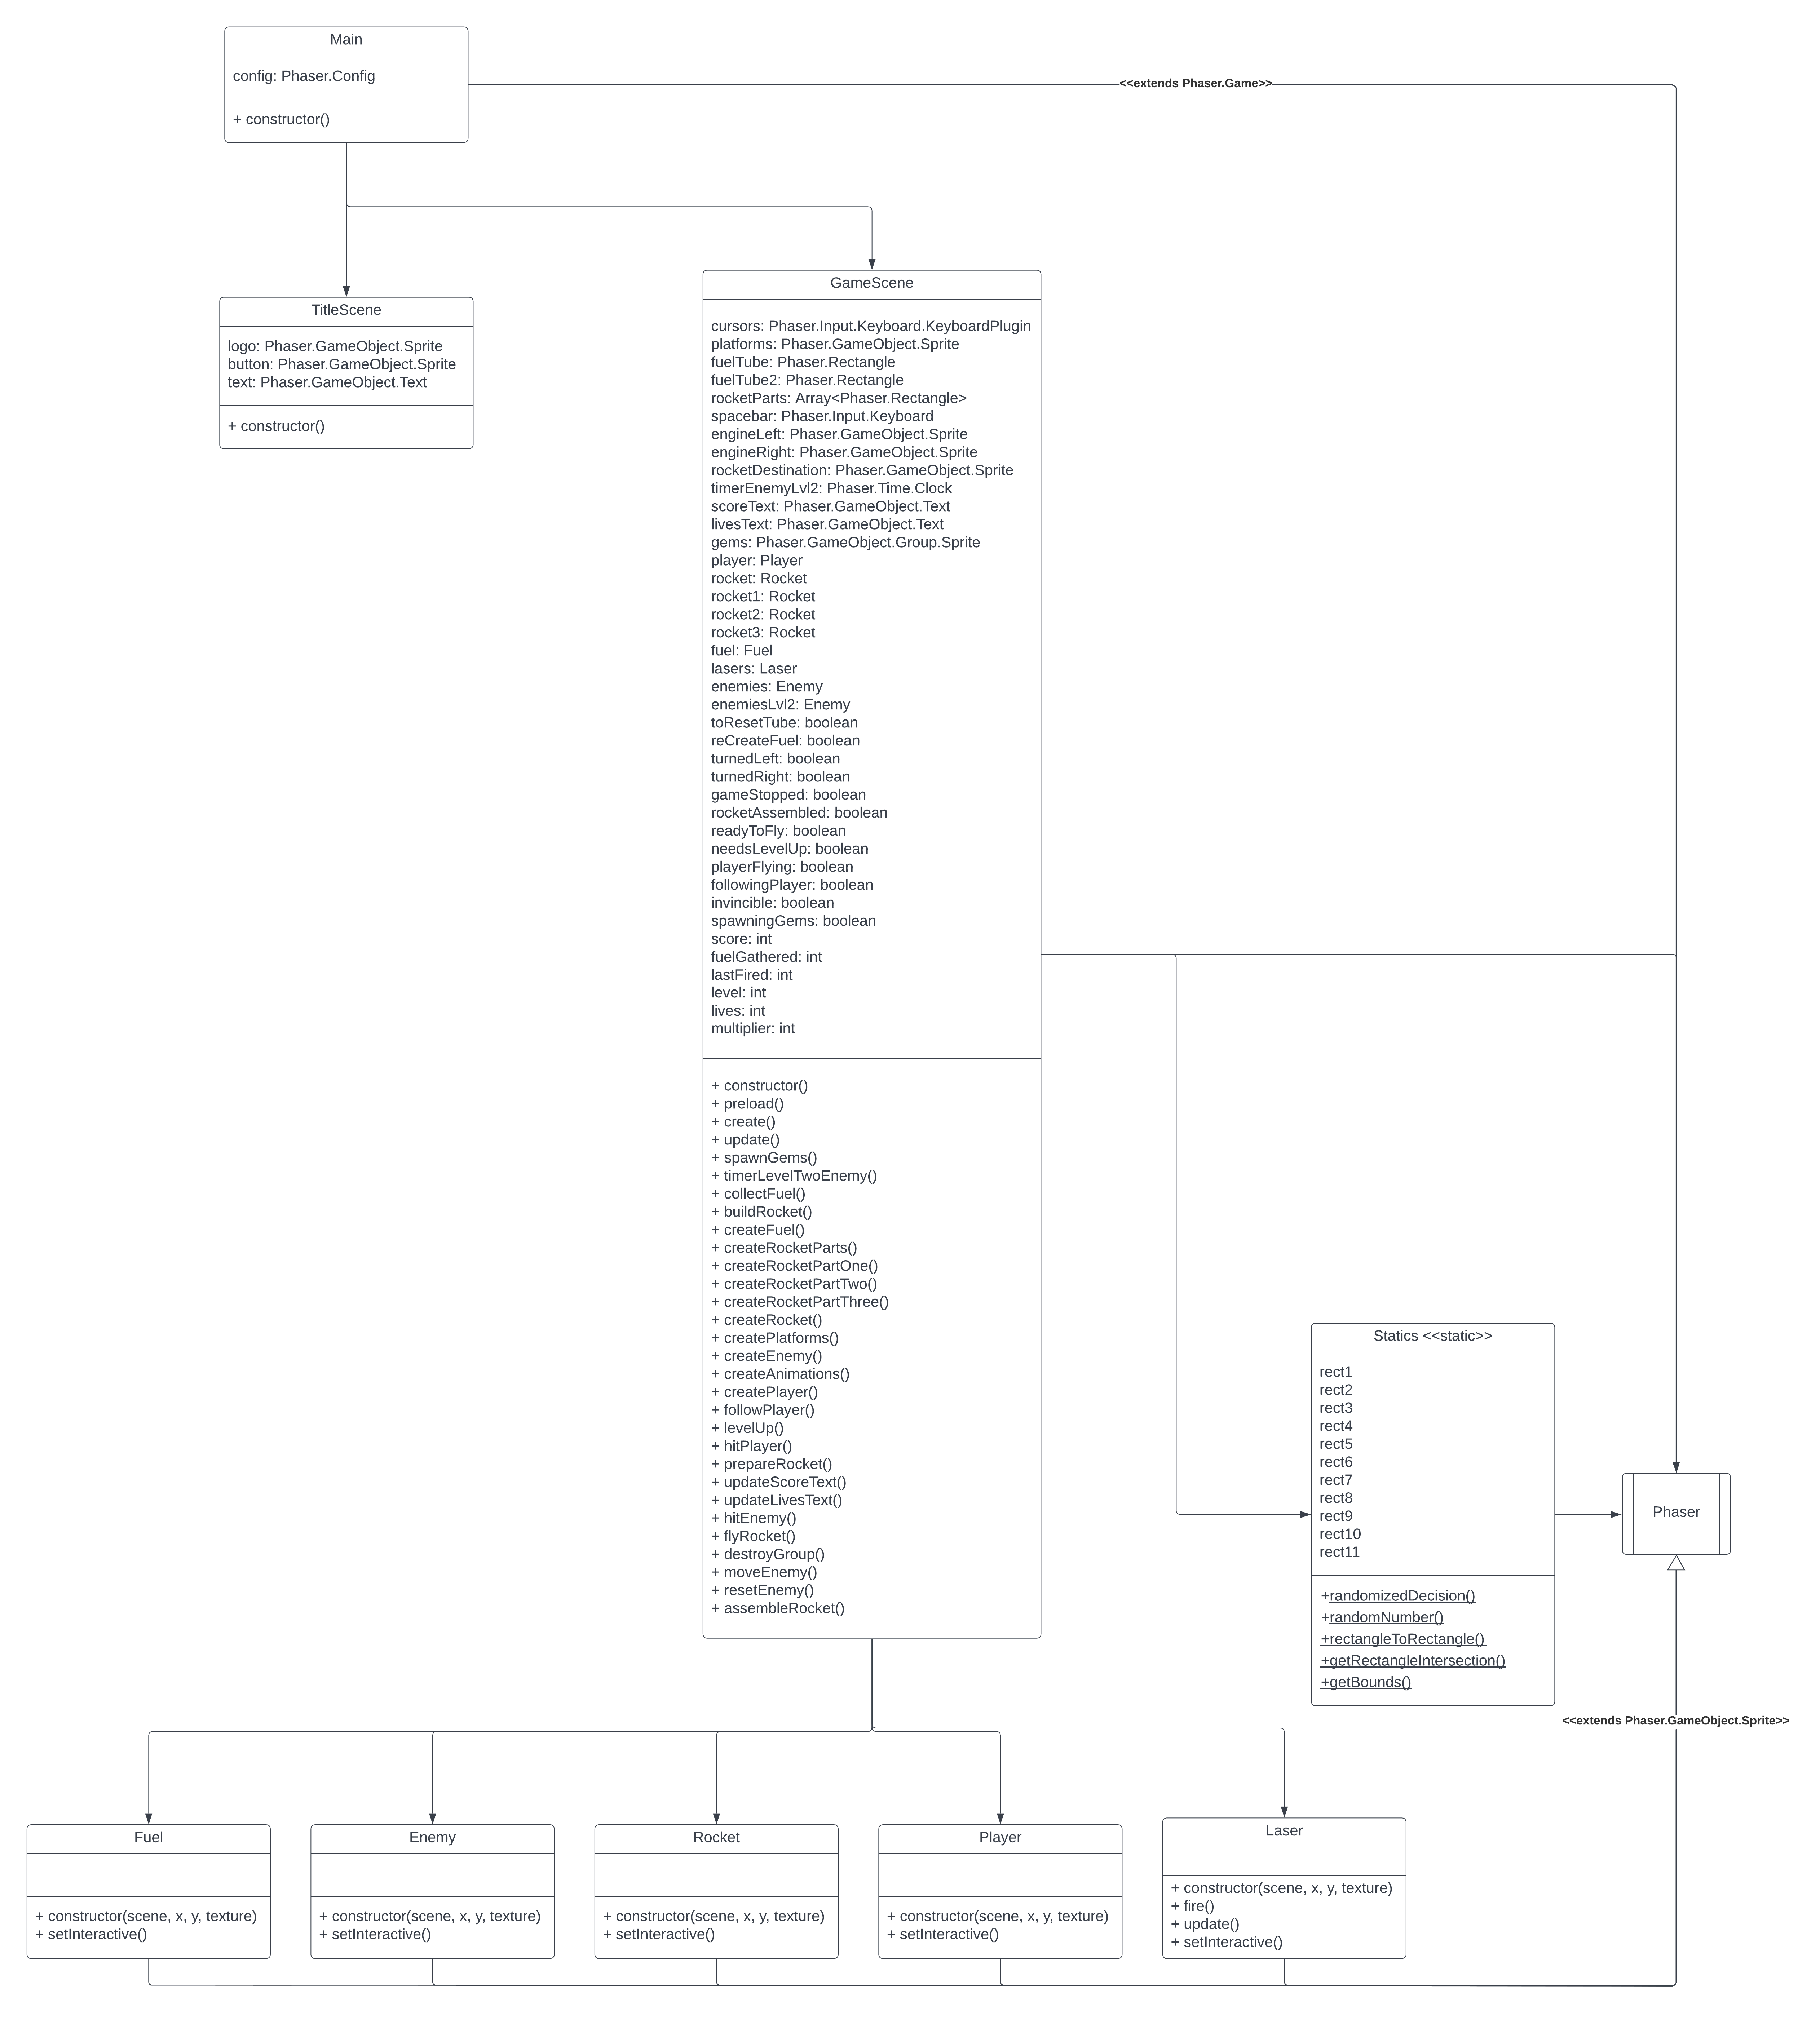 Main
config: Phaser.Config
+ constructor()
<<extends Phaser.Game>>
TitleScene
logo: Phaser.GameObject.Sprite
button: Phaser.GameObject.Sprite
text: Phaser.GameObject.Text
+ constructor()
GameScene
cursors: Phaser.Input.Keyboard.KeyboardPlugin
platforms: Phaser.GameObject.Sprite
fuelTube: Phaser.Rectangle
fuelTube2: Phaser.Rectangle
rocketParts: Array<Phaser.Rectangle>
spacebar: Phaser.Input.Keyboard
engineLeft: Phaser.GameObject.Sprite
engineRight: Phaser.GameObject.Sprite
rocketDestination: Phaser.GameObject.Sprite
timerEnemyLvl2: Phaser.Time.Clock
scoreText: Phaser.GameObject.Text
livesText: Phaser.GameObject.Text
gems: Phaser.GameObject.Group.Sprite
player: Player
rocket: Rocket
rocket1: Rocket
rocket2: Rocket
rocket3: Rocket
fuel: Fuel
lasers: Laser
enemies: Enemy
enemiesLvl2: Enemy
toResetTube: boolean
reCreateFuel: boolean
turnedLeft: boolean
turnedRight: boolean
gameStopped: boolean
rocketAssembled: boolean
readyToFly: boolean
needsLevelUp: boolean
playerFlying: boolean
followingPlayer: boolean
invincible: boolean
spawningGems: boolean
score: int
fuelGathered: int
lastFired: int
level: int
lives: int
multiplier: int
+ constructor()
+ preload()
+ create()
+ update()
+ spawnGems()
+ timerLevelTwoEnemy()
+ collectFuel()
+ buildRocket()
+ createFuel()
+ createRocketParts()
+ createRocketPartOne()
+ createRocketPartTwo()
+ createRocketPartThree()
+ createRocket()
+ createPlatforms()
+ createEnemy()
+ createAnimations()
+ createPlayer()
+ followPlayer()
+ levelUp()
+ hitPlayer()
+ prepareRocket()
+ updateScoreText()
+ updateLivesText()
+ hitEnemy()
+ flyRocket()
+ destroyGroup()
+ moveEnemy()
+ resetEnemy()
+ assembleRocket()
Statics <<static>>
rect1
rect2
rect3
rect4
rect5
rect6
rect7
rect8
rect9
rect10
rect11
+randomizedDecision()
+randomNumber()
+rectangleToRectangle()
+getRectangleIntersection()
+getBounds()
Phaser
<<extends Phaser.GameObject.Sprite>>
Fuel
+ constructor(scene, x, y, texture)
+ setInteractive()
Enemy
+ constructor(scene, x, y, texture)
+ setInteractive()
Rocket
+ constructor(scene, x, y, texture)
+ setInteractive()
Player
+ constructor(scene, x, y, texture)
+ setInteractive()
Laser
+ constructor(scene, x, y, texture)
+ fire()
+ update()
+ setInteractive()